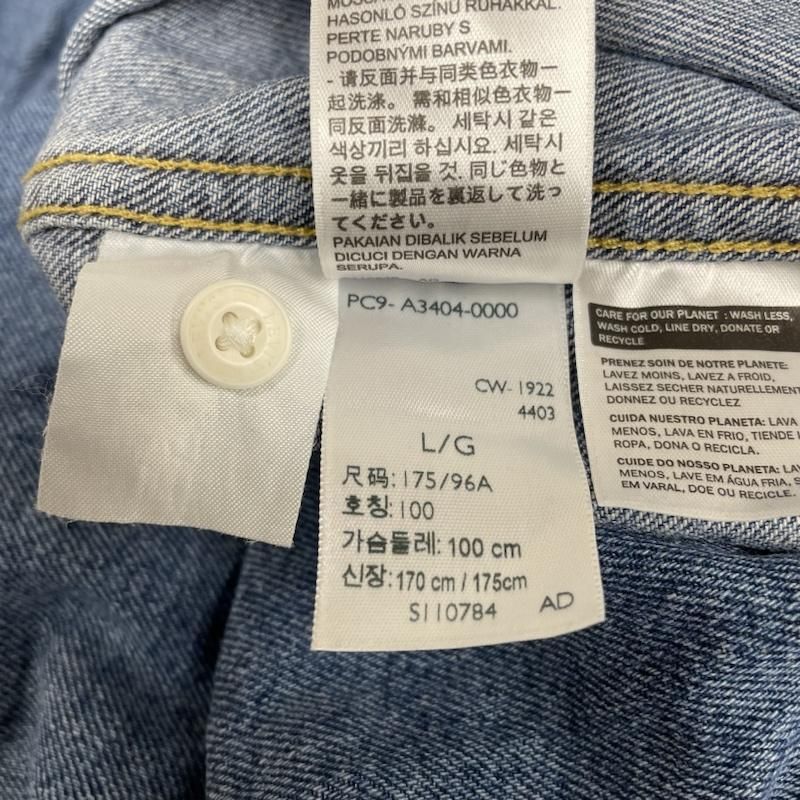 HASONLÓ SZÍNŰ RUHÁKKAL.
PERTE NARUBY S
PODOBNÝMI BARVAMI.
- 请反面并与同类色衣物一
起洗涤。 需和相似色衣物一
同反面洗滌。 세탁시 같은
색상끼리 하십시요. 세탁시
옷을 뒤집을 것. 同じ色物と
一緒に製品を裏返して洗っ
てください。
PAKAIAN DIBALIK SEBELUM
DICUCI DENGAN WARNA
SERUPA.
PC9- A3404-0000
CW- 1922
4403
L/G
尺码: 175/96A
호칭: 100
가슴둘레: 100 cm
신장: 170 cm / 175cm
S110784 AD
CARE FOR OUR PLANET : WASH LESS,
WASH COLD, LINE DRY, DONATE OR
RECYCLE
PRENEZ SOIN DE NOTRE PLANETE:
LAVEZ MOINS, LAVEZ A FROID,
LAISSEZ SECHER NATURELLEMENT
DONNEZ OU RECYCLEZ
CUIDA NUESTRO PLANETA: LAVA
MENOS, LAVA EN FRIO, TIENDE
ROPA, DONA O RECICLA.
CUIDE DO NOSSO PLANETA:
MENOS, LAVE EM ÁGUA FRIA,
EM VARAL, DOE OU RECICLE.